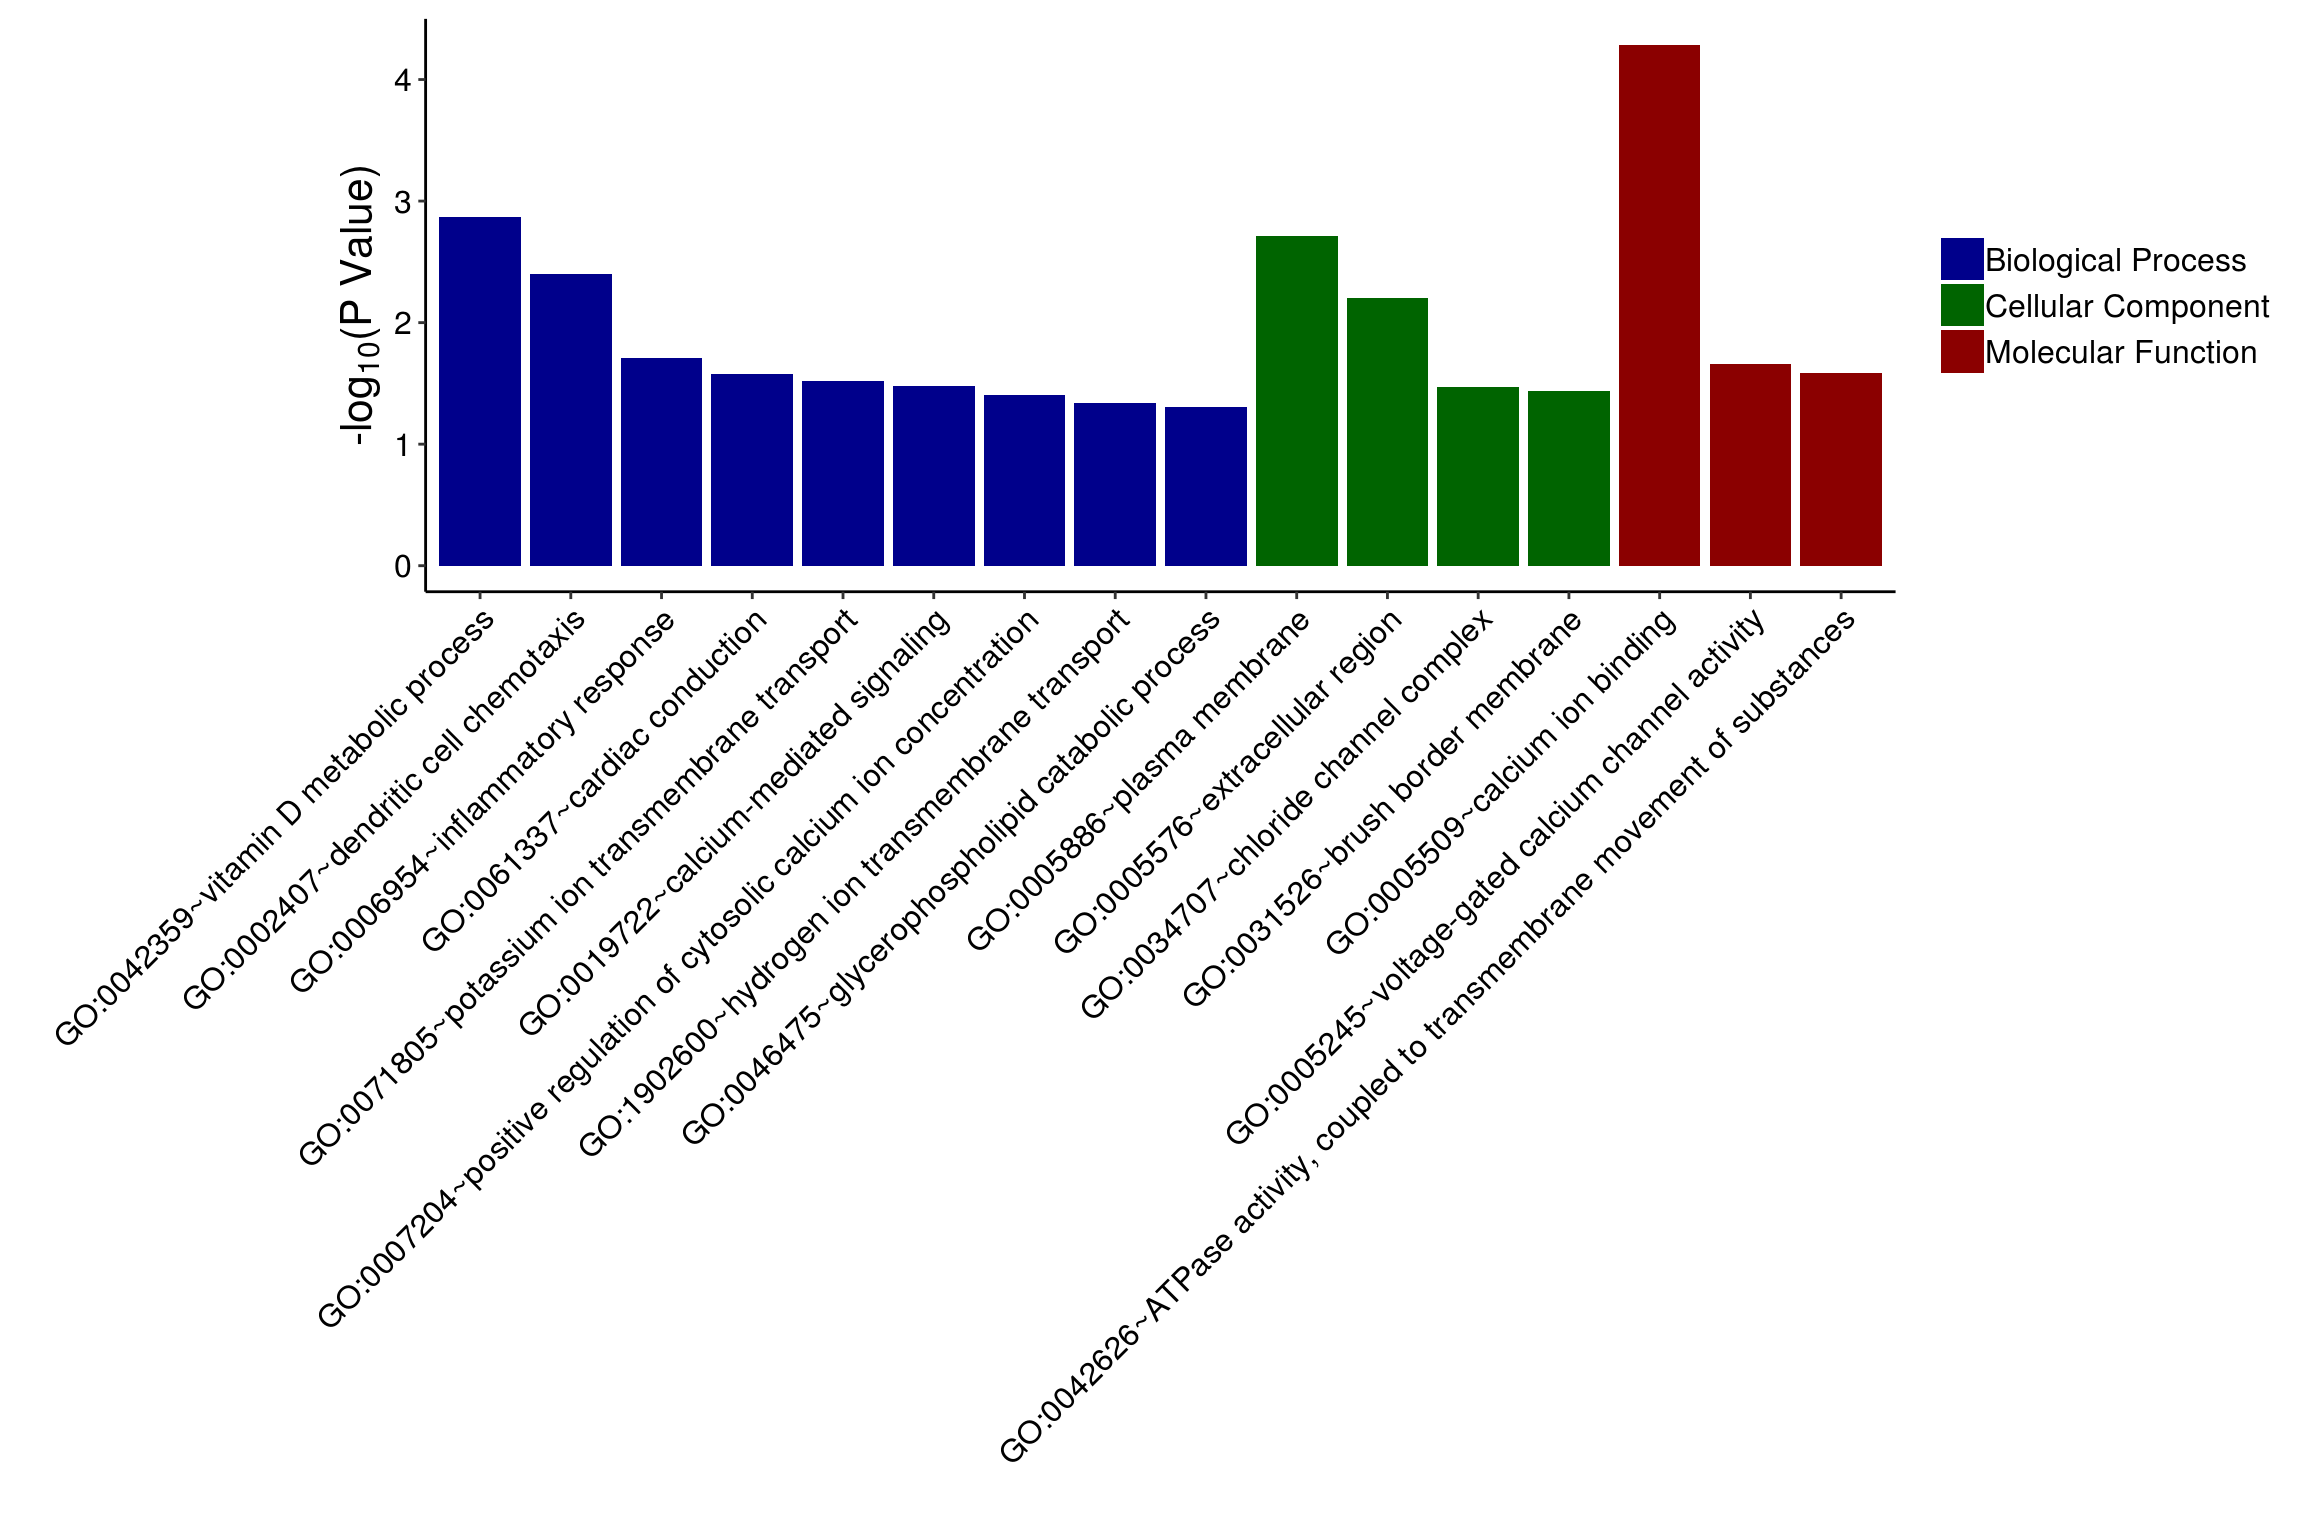 4
3
2
1
0
-log10(P Value)
GO:0042359~vitamin D metabolic process
GO:0002407~dendritic cell chemotaxis
GO:0006954~inflammatory response
GO:0061337~cardiac conduction
GO:0071805~potassium ion transmembrane transport
GO:0019722~calcium-mediated signaling
GO:0007204~positive regulation of cytosolic calcium ion concentration
GO:1902600~hydrogen ion transmembrane transport
GO:0046475~glycerophospholipid catabolic process
GO:0005886~plasma membrane
GO:0005576~extracellular region
GO:0034707~chloride channel complex
GO:0031526~brush border membrane
GO:0005509~calcium ion binding
GO:0005245~voltage-gated calcium channel activity
GO:0042626~ATPase activity, coupled to transmembrane movement of substances
Biological Process
Cellular Component
Molecular Function